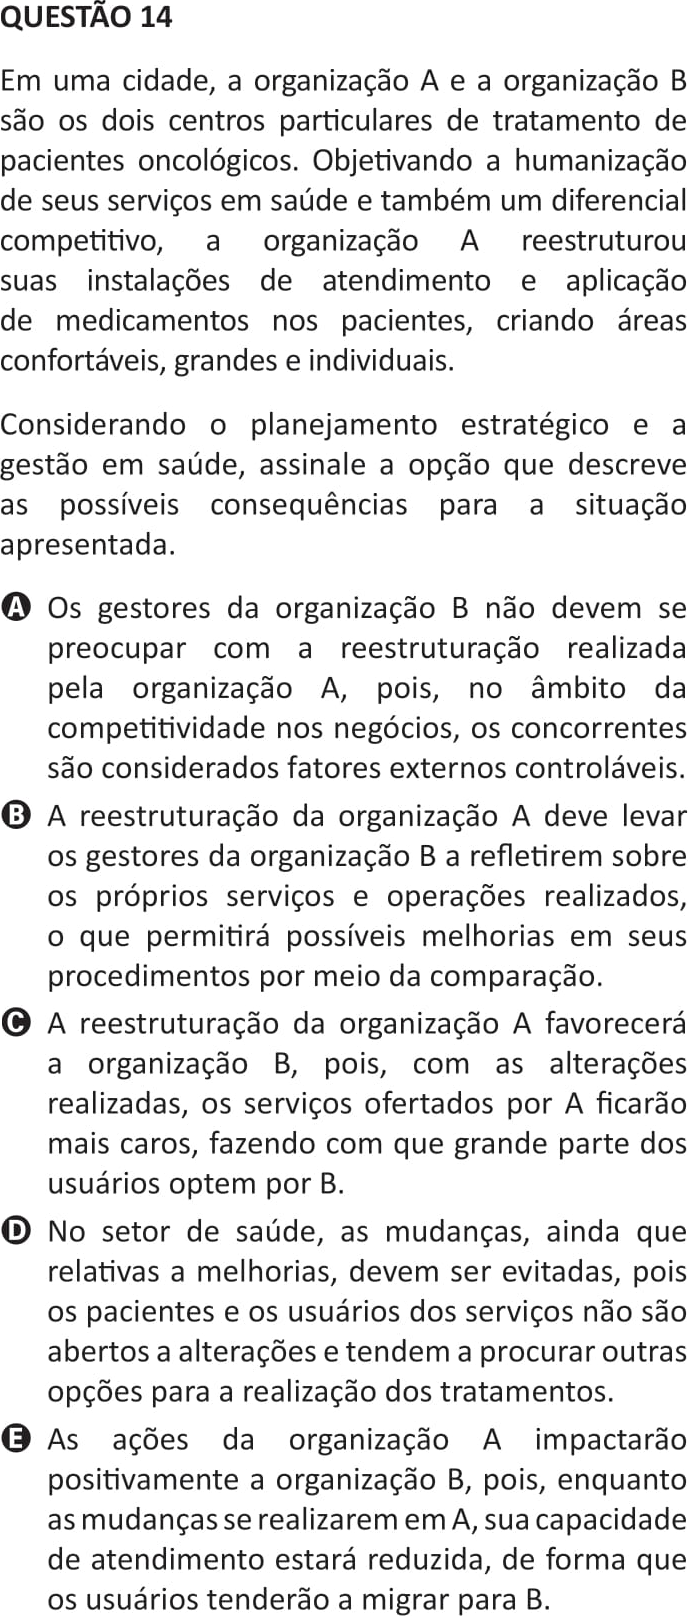 QUESTÃO 14
Em uma cidade, a organização A e a organização B
são os dois centros particulares de tratamento de
pacientes oncológicos. Objetivando a humanização
de seus serviços em saúde e também um diferencial
competitivo, a organização A reestruturou
suas instalações de atendimento e aplicação
de medicamentos nos pacientes, criando áreas
confortáveis, grandes e individuais.
Considerando o planejamento estratégico e a
gestão em saúde, assinale a opção que descreve
as possíveis consequências para a situação
apresentada.
A Os gestores da organização B não devem se
preocupar com a reestruturação realizada
pela organização A, pois, no âmbito da
competitividade nos negócios, os concorrentes
são considerados fatores externos controláveis.
B A reestruturação da organização A deve levar
os gestores da organização B a refletirem sobre
os próprios serviços e operações realizados,
o que permitirá possíveis melhorias em seus
procedimentos por meio da comparação.
C A reestruturação da organização A favorecerá
a organização B, pois, com as alterações
realizadas, os serviços ofertados por A ficarão
mais caros, fazendo com que grande parte dos
usuários optem por B.
D No setor de saúde, as mudanças, ainda que
relativas a melhorias, devem ser evitadas, pois
os pacientes e os usuários dos serviços não são
abertos a alterações e tendem a procurar outras
opções para a realização dos tratamentos.
E As ações da organização A impactarão
positivamente a organização B, pois, enquanto
as mudanças se realizarem em A, sua capacidade
de atendimento estará reduzida, de forma que
os usuários tenderão a migrar para B.